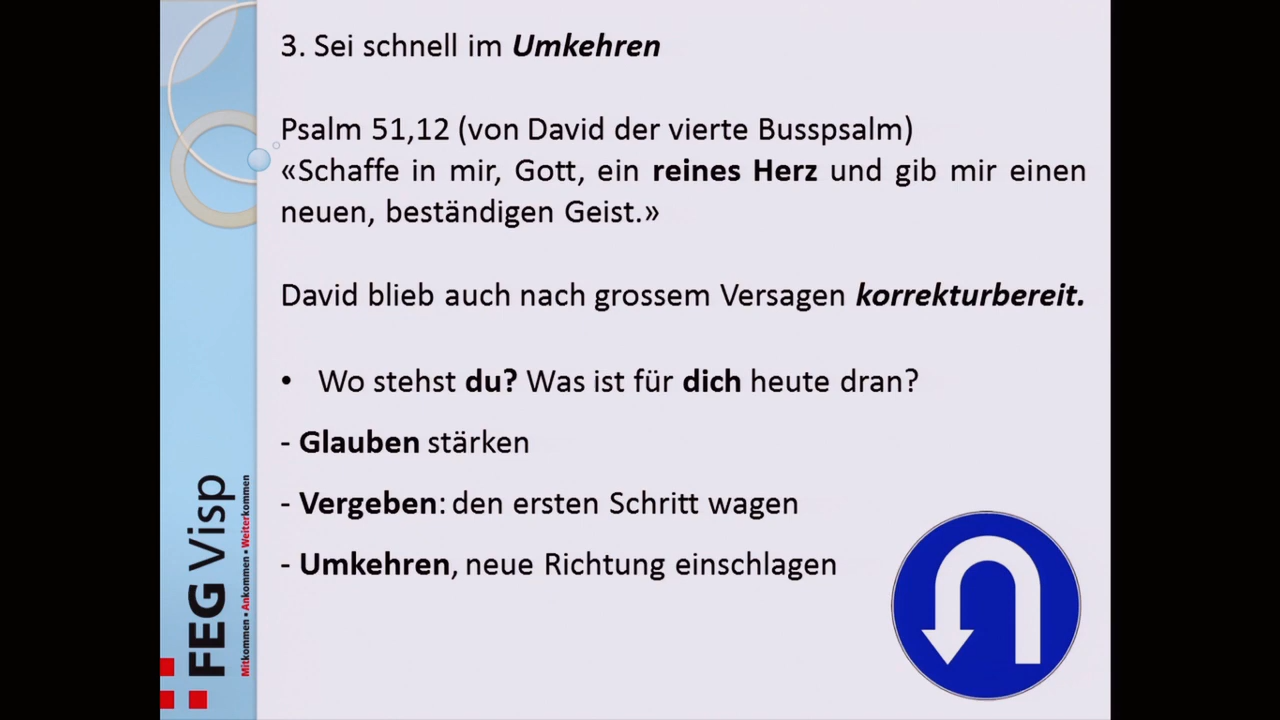 3. Sei schnell im Umkehren
Psalm 51,12 (von David der vierte Busspsalm)
«Schaffe in mir, Gott, ein reines Herz und gib mir einen
neuen, beständigen Geist.»
David blieb auch nach grossem Versagen korrekturbereit.
• Wo stehst du? Was ist für dich heute dran?
- Glauben stärken
- Vergeben: den ersten Schritt wagen
- Umkehren, neue Richtung einschlagen
FEG Visp
Mitkommen • Ankommen • Weiterkommen